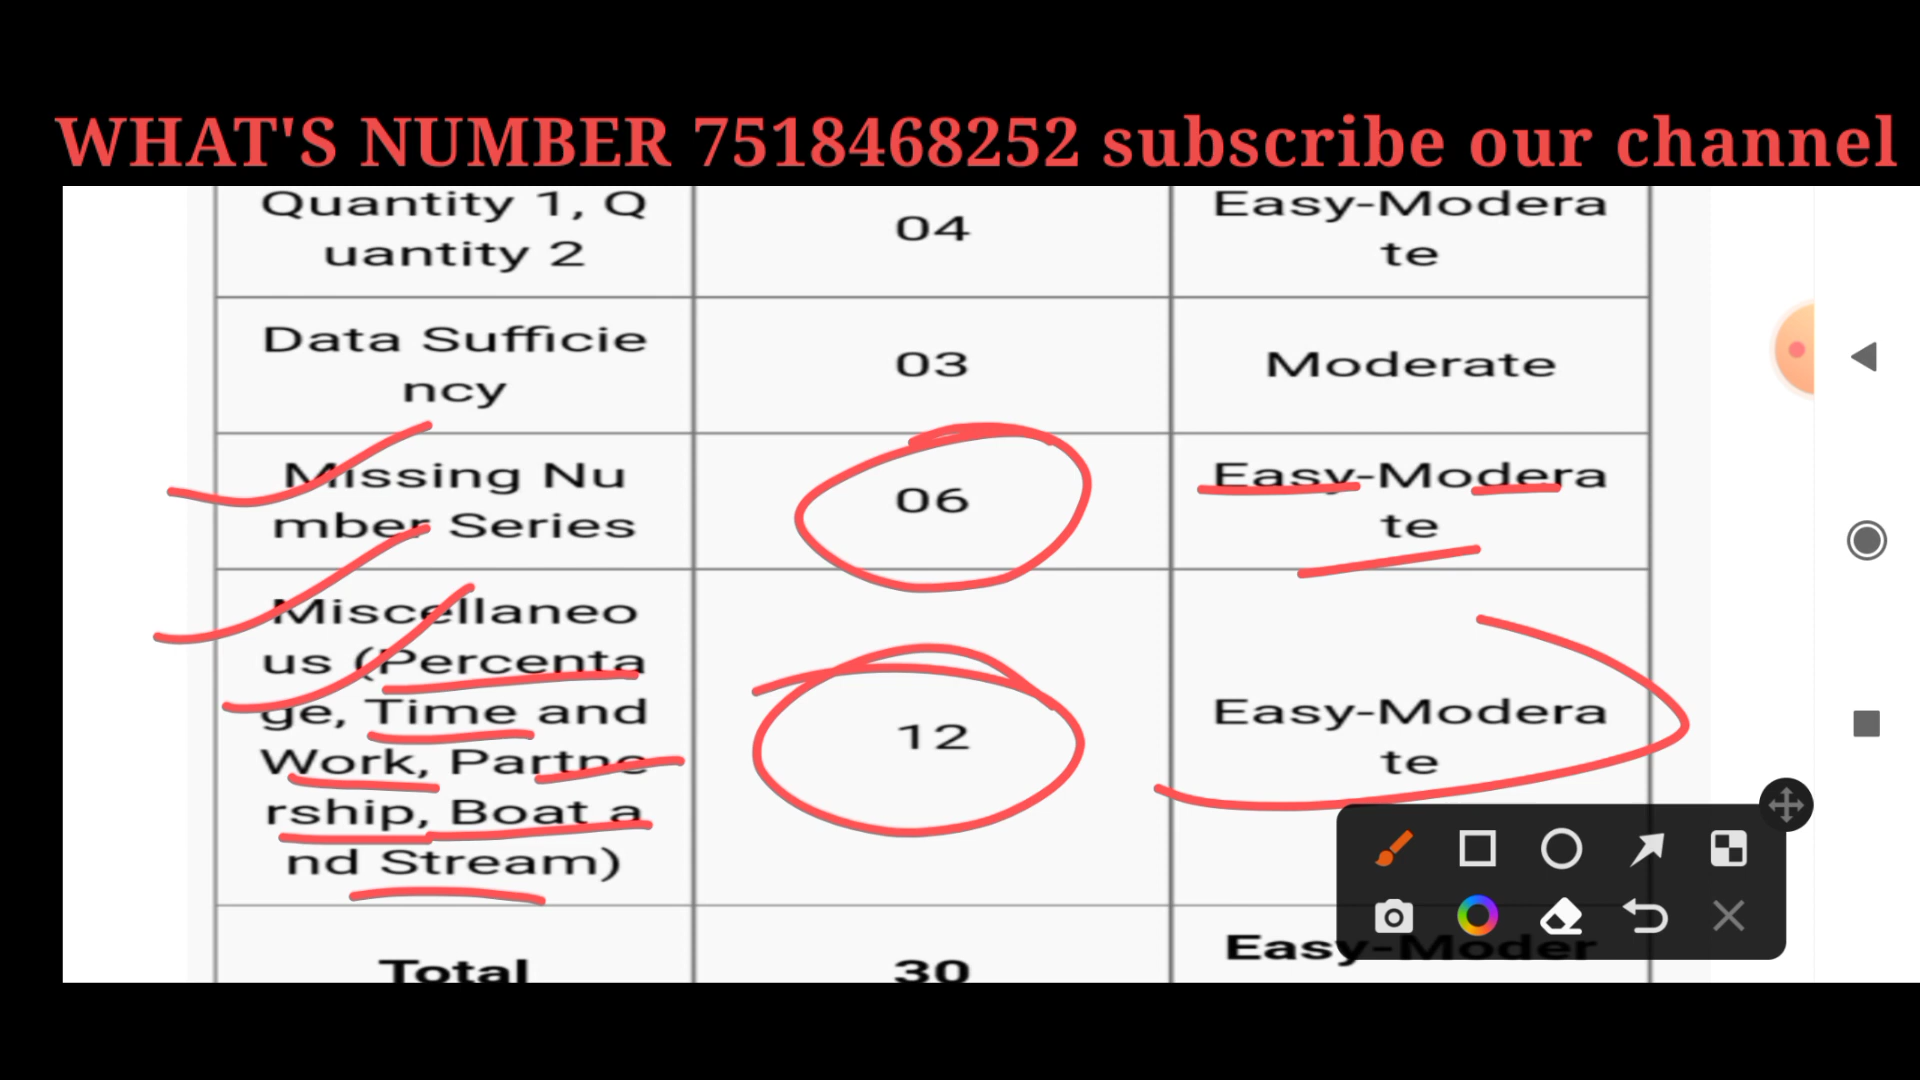 WHAT'S NUMBER 7518468252 subscribe our channel
Quantity 1, Q
uantity 2
04
Easy-Modera
te
Data Sufficie
ncy
03
Moderate
Missing Nu
mber Series
06
Easy-Modera
te
Miscellaneo
us (Percenta
ge, Time and
Work, Partne
rship, Boat a
nd Stream)
12
Easy-Modera
te
Total
30
Easy-Moder